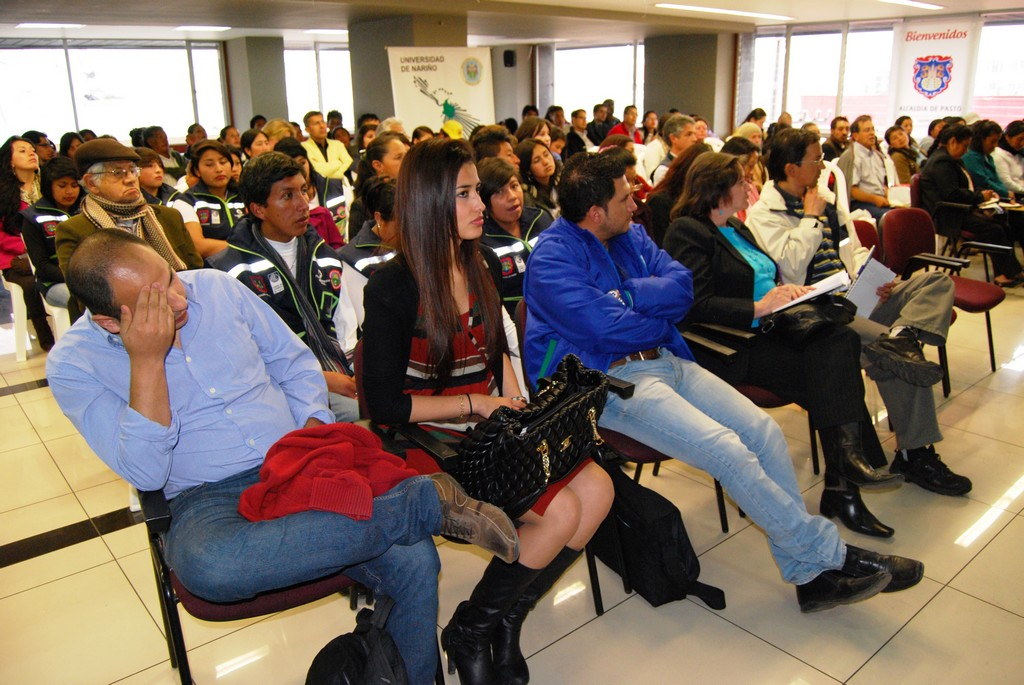 UNIVERSIDAD
DE NARIÑO
Bienvenidos
ALCALDIA DE PASTO